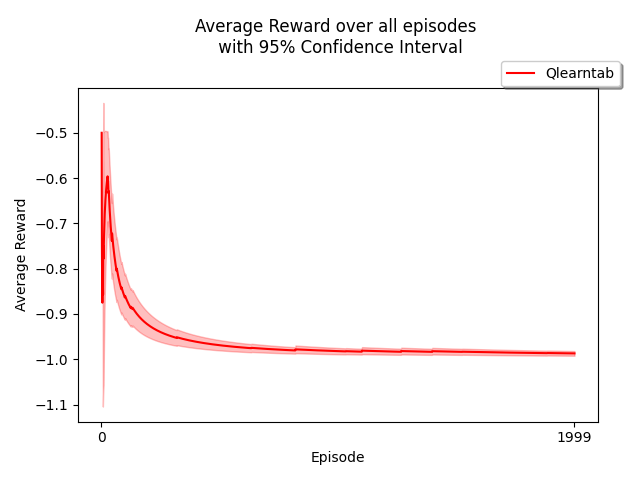 Average Reward over all episodes
with 95% Confidence Interval
Qlearntab
−0.5
−0.6
−0.7
−0.8
−0.9
−1.0
−1.1
Average Reward
0
1999
Episode